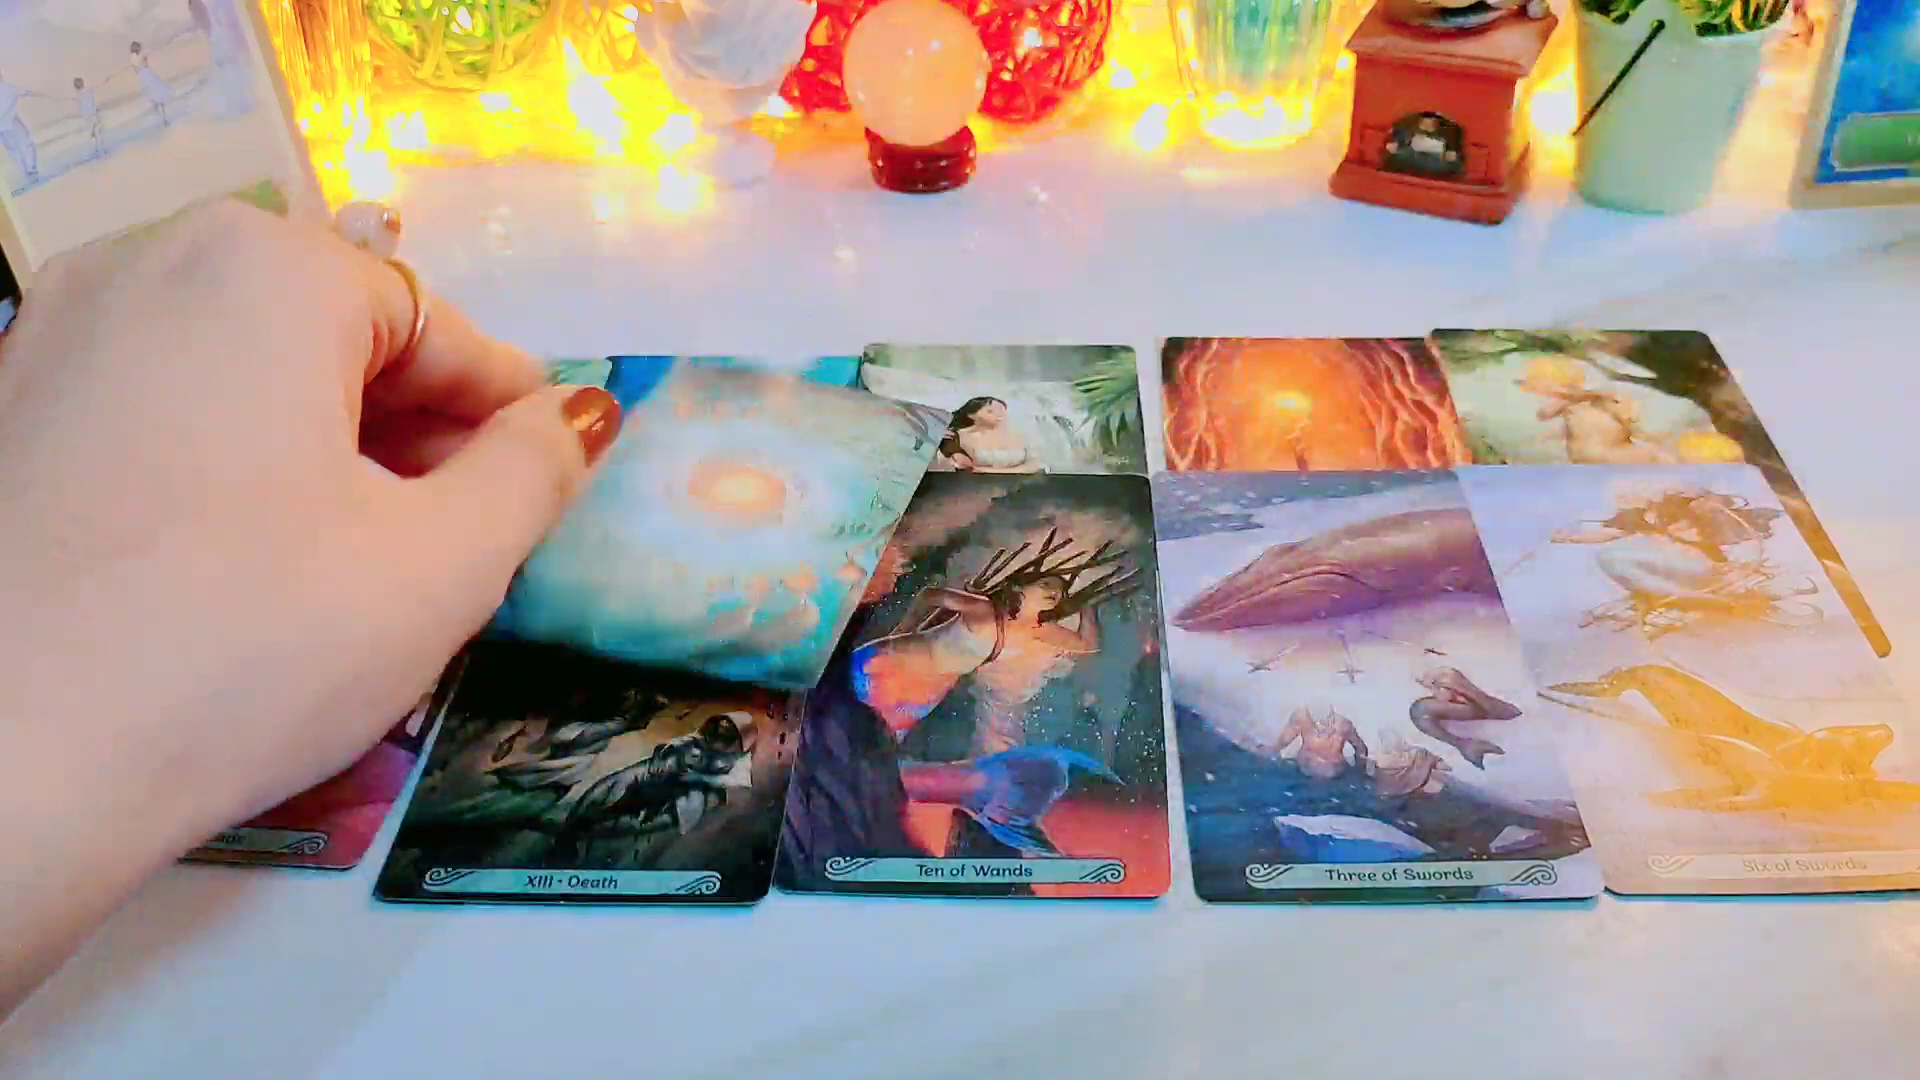 XIII - Death
Ten of Wands
Three of Swords
Six of Swords